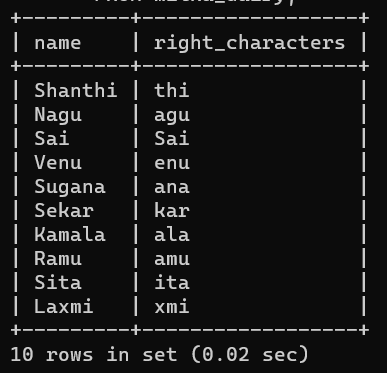 +---------+------------------+
| name    | right_characters |
+---------+------------------+
| Shanthi | thi              |
| Nagu    | agu              |
| Sai     | Sai              |
| Venu    | enu              |
| Sugana  | ana              |
| Sekar   | kar              |
| Kamala  | ala              |
| Ramu    | amu              |
| Sita    | ita              |
| Laxmi   | xmi              |
+---------+------------------+
10 rows in set (0.02 sec)